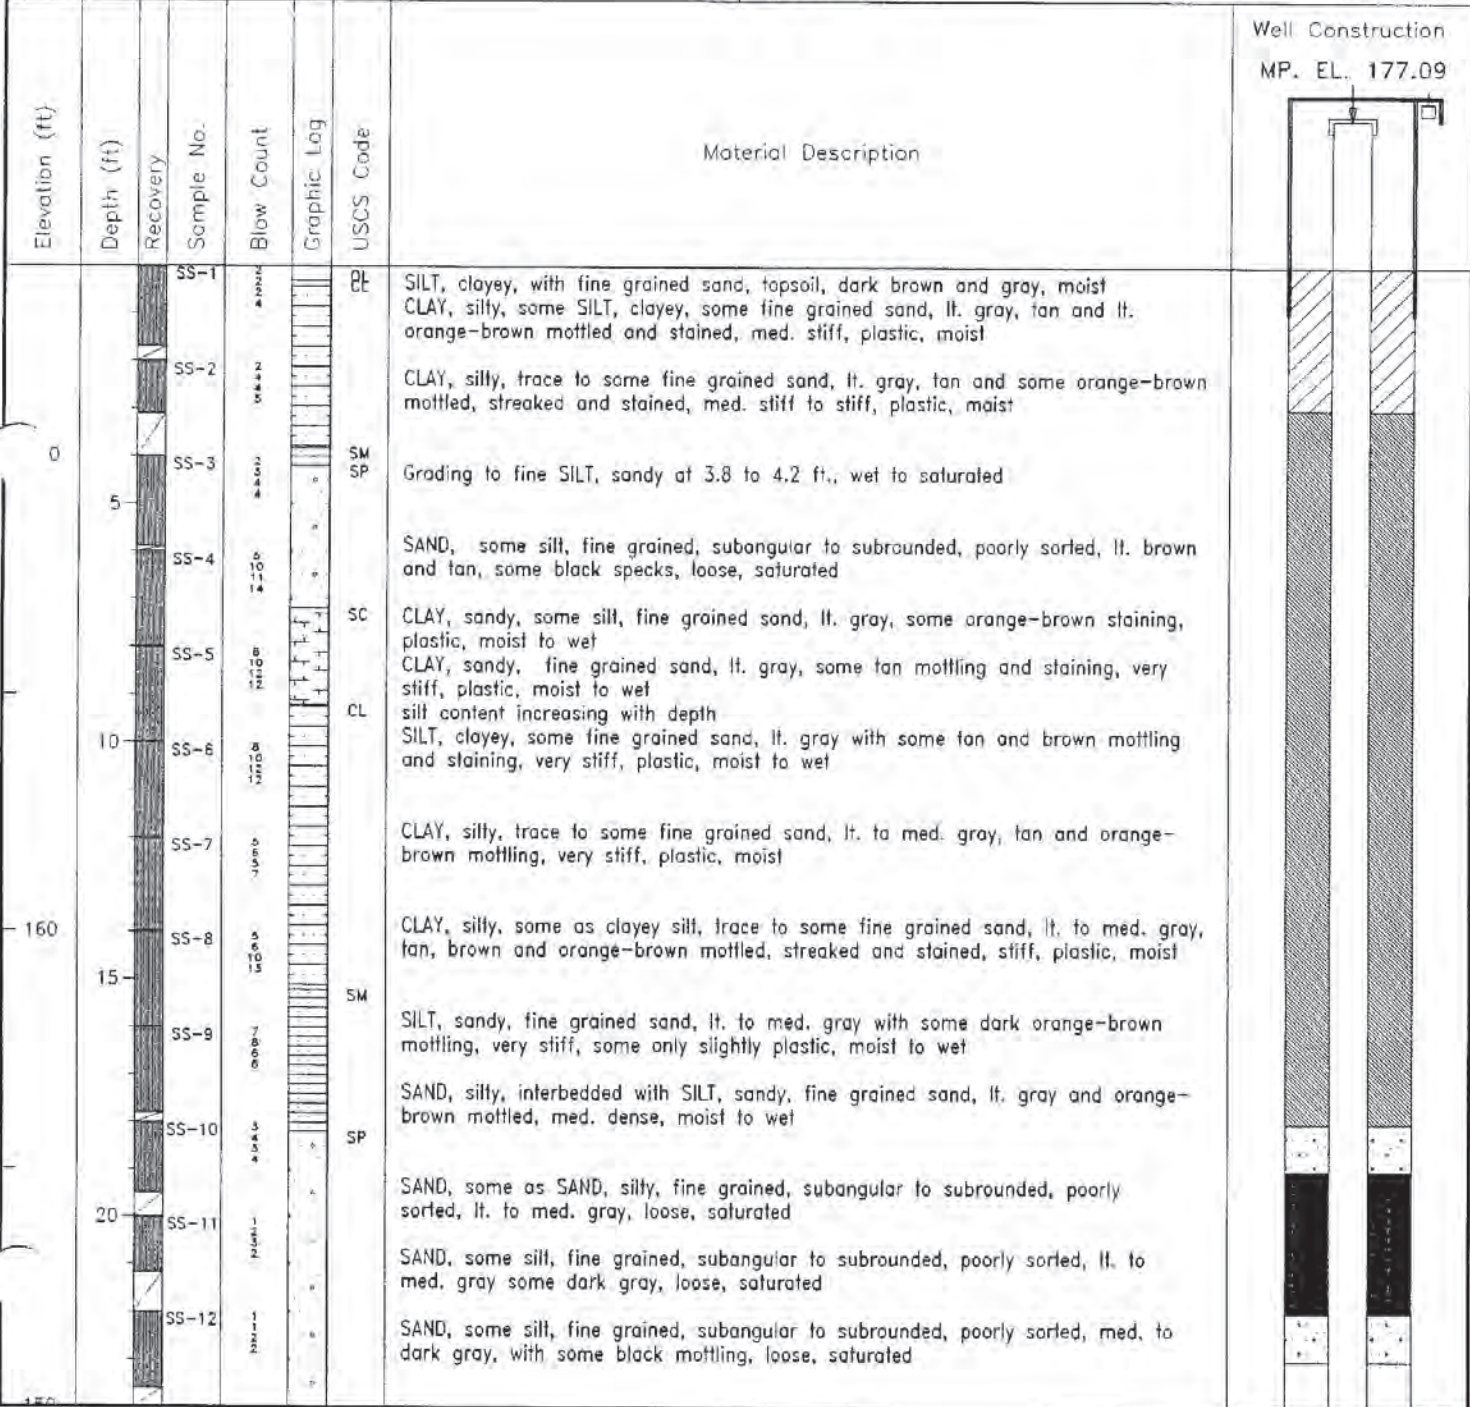 Well Construction
MP. EL. 177.09
Elevation (ft)
Depth (ft)
Recovery
Sample No.
Blow Count
Graphic Log
USCS Code
Material Description
SS-1
SILT, clayey, with fine grained sand, topsoil, dark brown and gray, moist
CLAY, silty, some SILT, clayey, some fine grained sand, lt. gray, tan and lt.
orange-brown mottled and stained, med. stiff, plastic, moist
SS-2
CLAY, silty, trace to some fine grained sand, lt. gray, tan and some orange-brown
mottled, streaked and stained, med. stiff to stiff, plastic, moist
0
SM
SS-3
SP
Grading to fine SILT, sandy at 3.8 to 4.2 ft., wet to saturated
5
SAND, some silt, fine grained, subangular to subrounded, poorly sorted, lt. brown
and tan, some black specks, loose, saturated
SS-4
10
11
14
SC
CLAY, sandy, some silt, fine grained sand, lt. gray, some orange-brown staining,
plastic, moist to wet
SS-5
CLAY, sandy, fine grained sand, lt. gray, some tan mottling and staining, very
stiff, plastic, moist to wet
CL
silt content increasing with depth
10
SS-6
SILT, clayey, some fine grained sand, lt. gray with some tan and brown mottling
and staining, very stiff, plastic, moist to wet
SS-7
CLAY, silty, trace to some fine grained sand, lt. to med. gray, tan and orange-
brown mottling, very stiff, plastic, moist
160
SS-8
5
6
10
15
CLAY, silty, some as clayey silt, trace to some fine grained sand, lt. to med. gray,
tan, brown and orange-brown mottled, streaked and stained, stiff, plastic, moist
15
SM
SS-9
SILT, sandy, fine grained sand, lt. to med. gray with some dark orange-brown
mottling, very stiff, some only slightly plastic, moist to wet
SAND, silty, interbedded with SILT, sandy, fine grained sand, lt. gray and orange-
brown mottled, med. dense, moist to wet
SS-10
SP
SAND, some as SAND, silty, fine grained, subangular to subrounded, poorly
sorted, lt. to med. gray, loose, saturated
20
SS-11
SAND, some silt, fine grained, subangular to subrounded, poorly sorted, lt. to
med. gray some dark gray, loose, saturated
SS-12
1
1
2
2
SAND, some silt, fine grained, subangular to subrounded, poorly sorted, med. to
dark gray, with some black mottling, loose, saturated